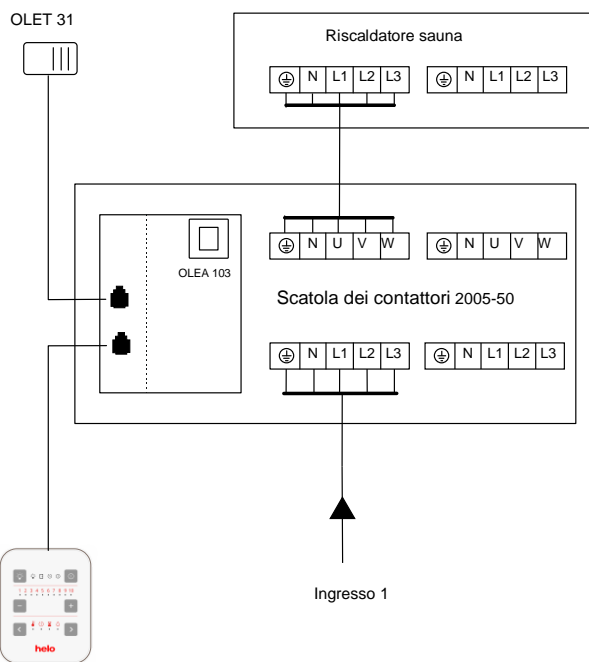 OLET 31
Riscaldatore sauna
N L1 L2 L3
N L1 L2 L3
N U V W
N U V W
OLEA 103
Scatola dei contattori 2005-50
N L1 L2 L3
N L1 L2 L3
Ingresso 1
1 2 3 4 5 6 7 8 9 10
helo